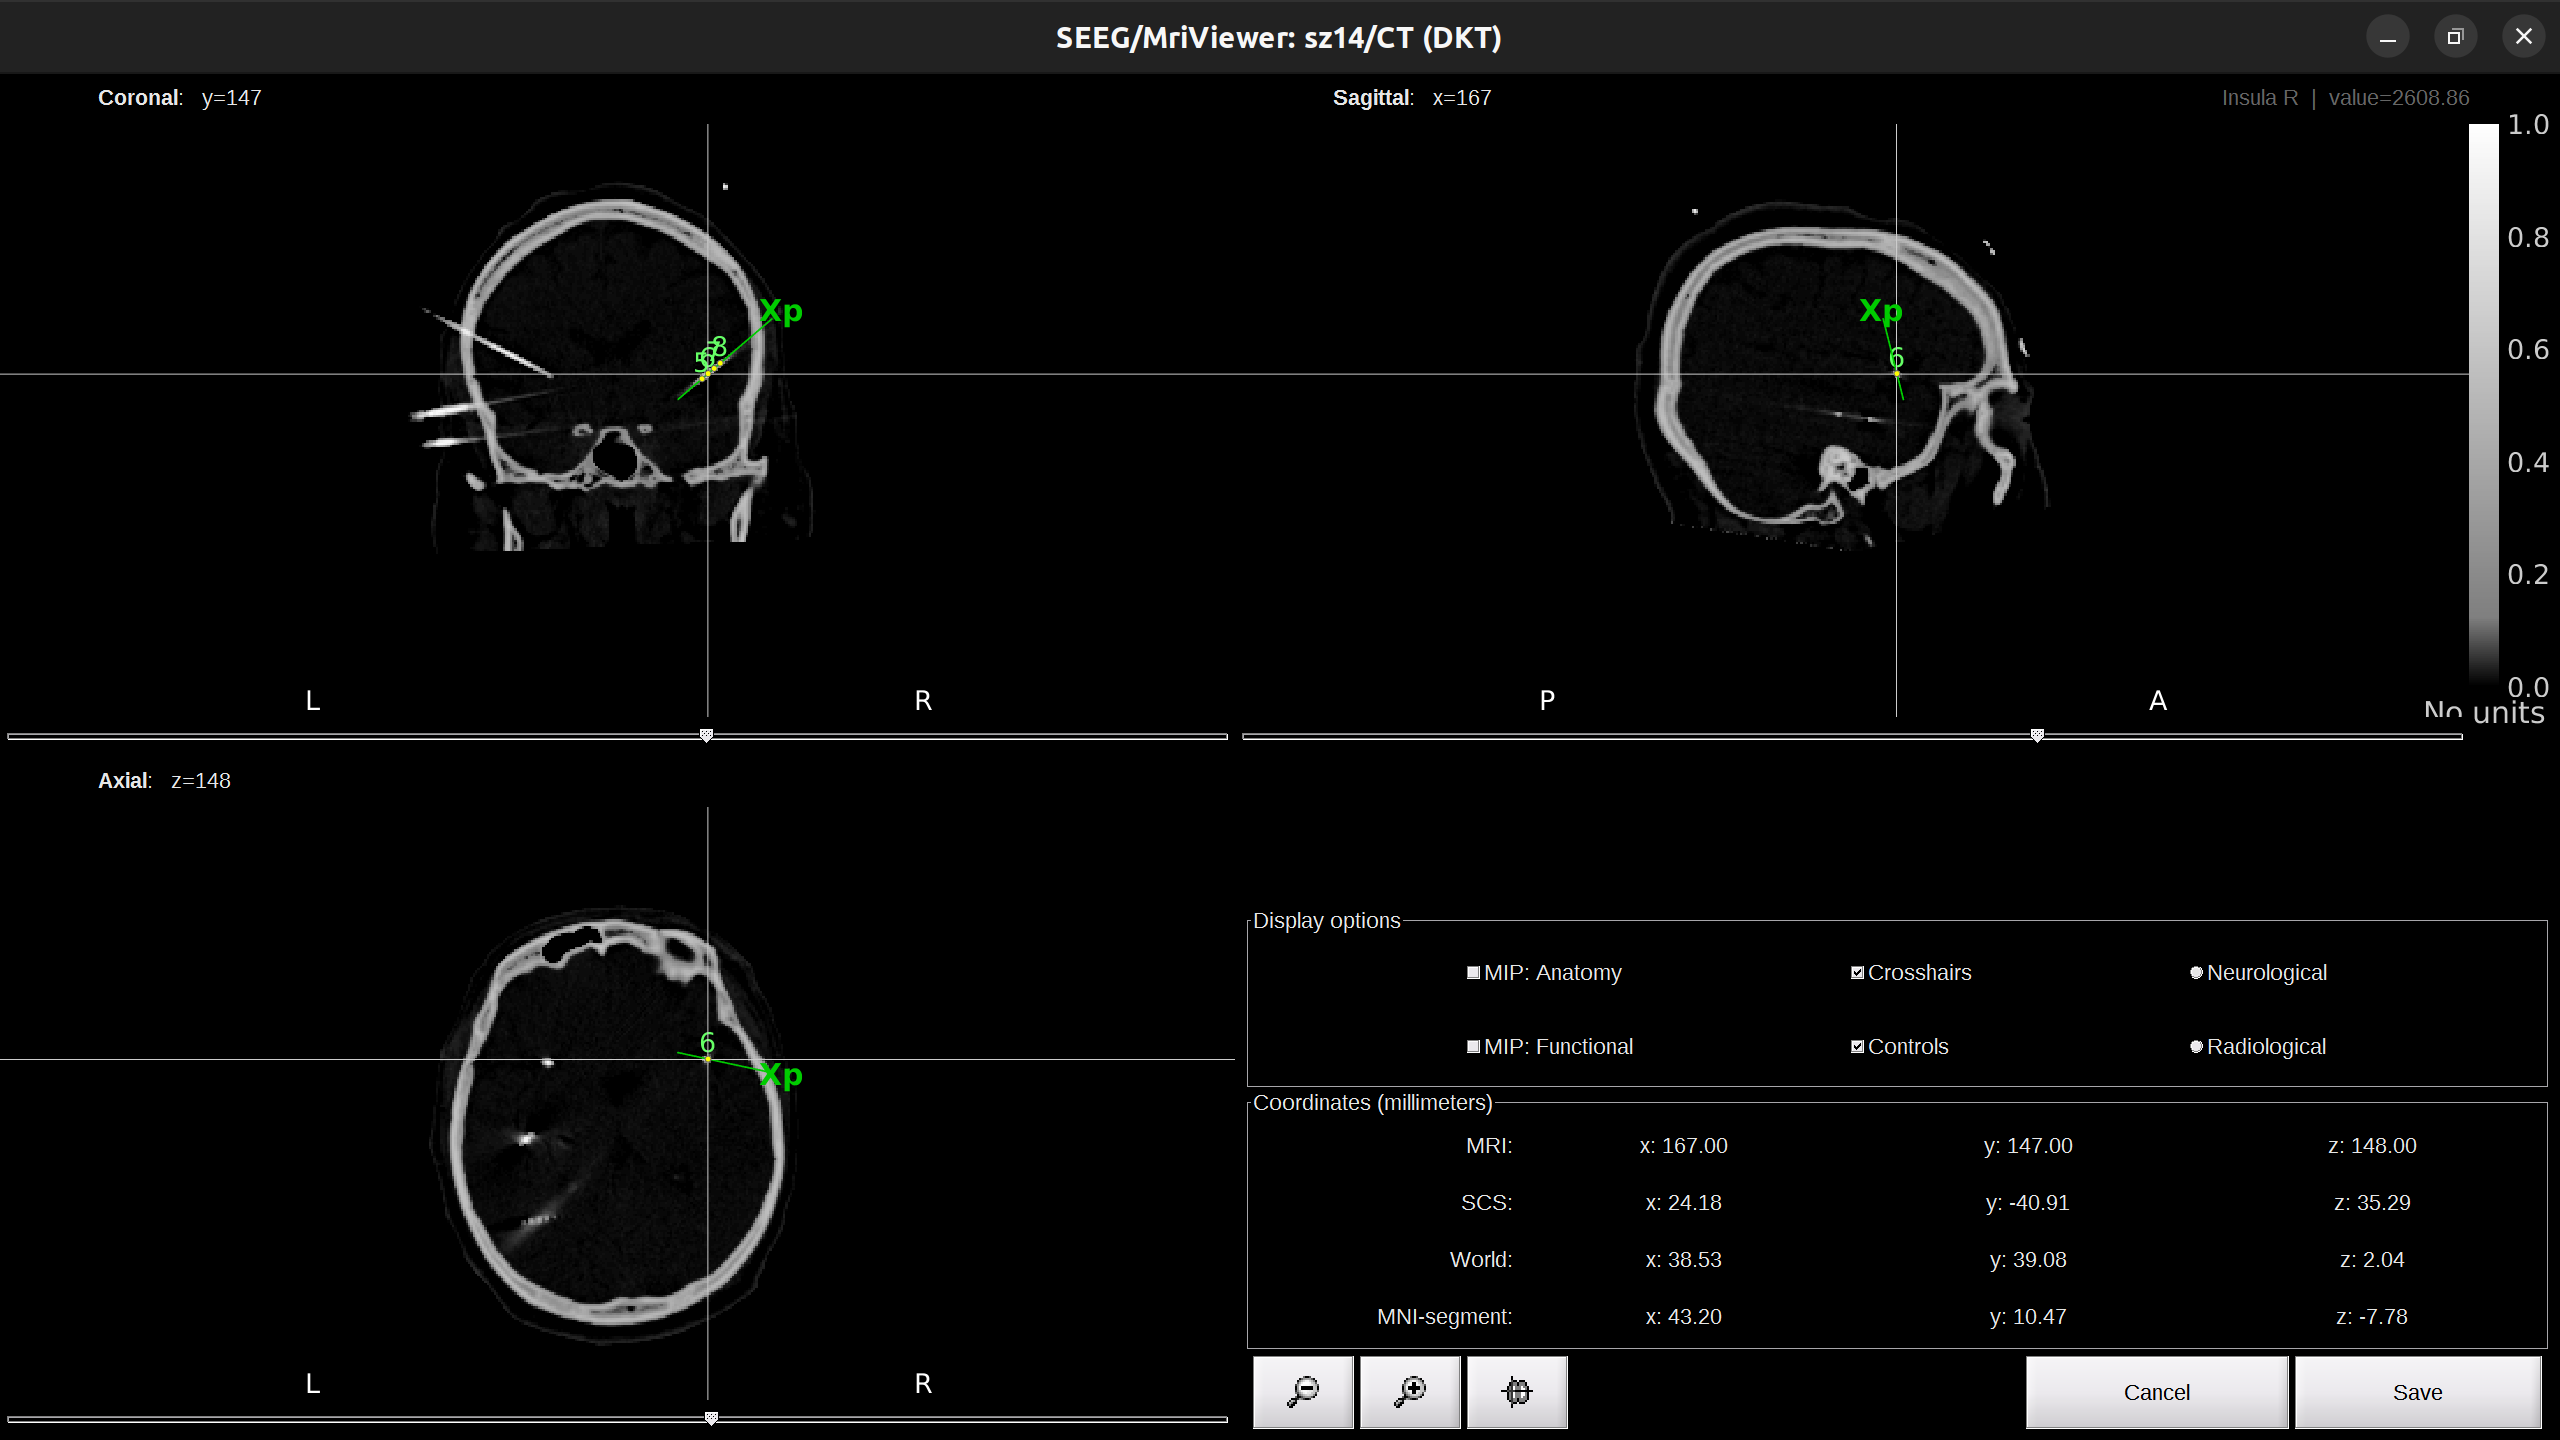 SEEG/MriViewer: sz14/CT (DKT)
Coronal: y=147
Sagittal: x=167
Insula R | value=2608.86
1.0
0.8
0.6
0.4
0.2
0.0
No units
Xp
8
6
5
Xp
6
L
R
P
A
Axial: z=148
6
Xp
L
R
Display options
MIP: Anatomy
Crosshairs
Neurological
MIP: Functional
Controls
Radiological
Coordinates (millimeters)
MRI: x: 167.00 y: 147.00 z: 148.00
SCS: x: 24.18 y: -40.91 z: 35.29
World: x: 38.53 y: 39.08 z: 2.04
MNI-segment: x: 43.20 y: 10.47 z: -7.78
Cancel
Save